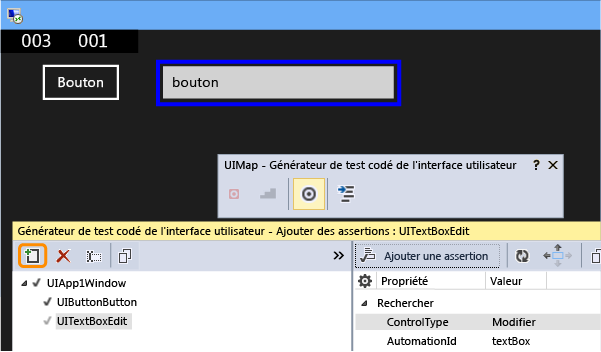 003 001
Bouton bouton
UIMap - Générateur de test codé de l'interface utilisateur ?
Générateur de test codé de l'interface utilisateur - Ajouter des assertions : UITextBoxEdit
» Ajouter une assertion
UIApp1Window
UIButtonButton
UITextBoxEdit
Propriété Valeur
Rechercher
ControlType Modifier
AutomationId textBox